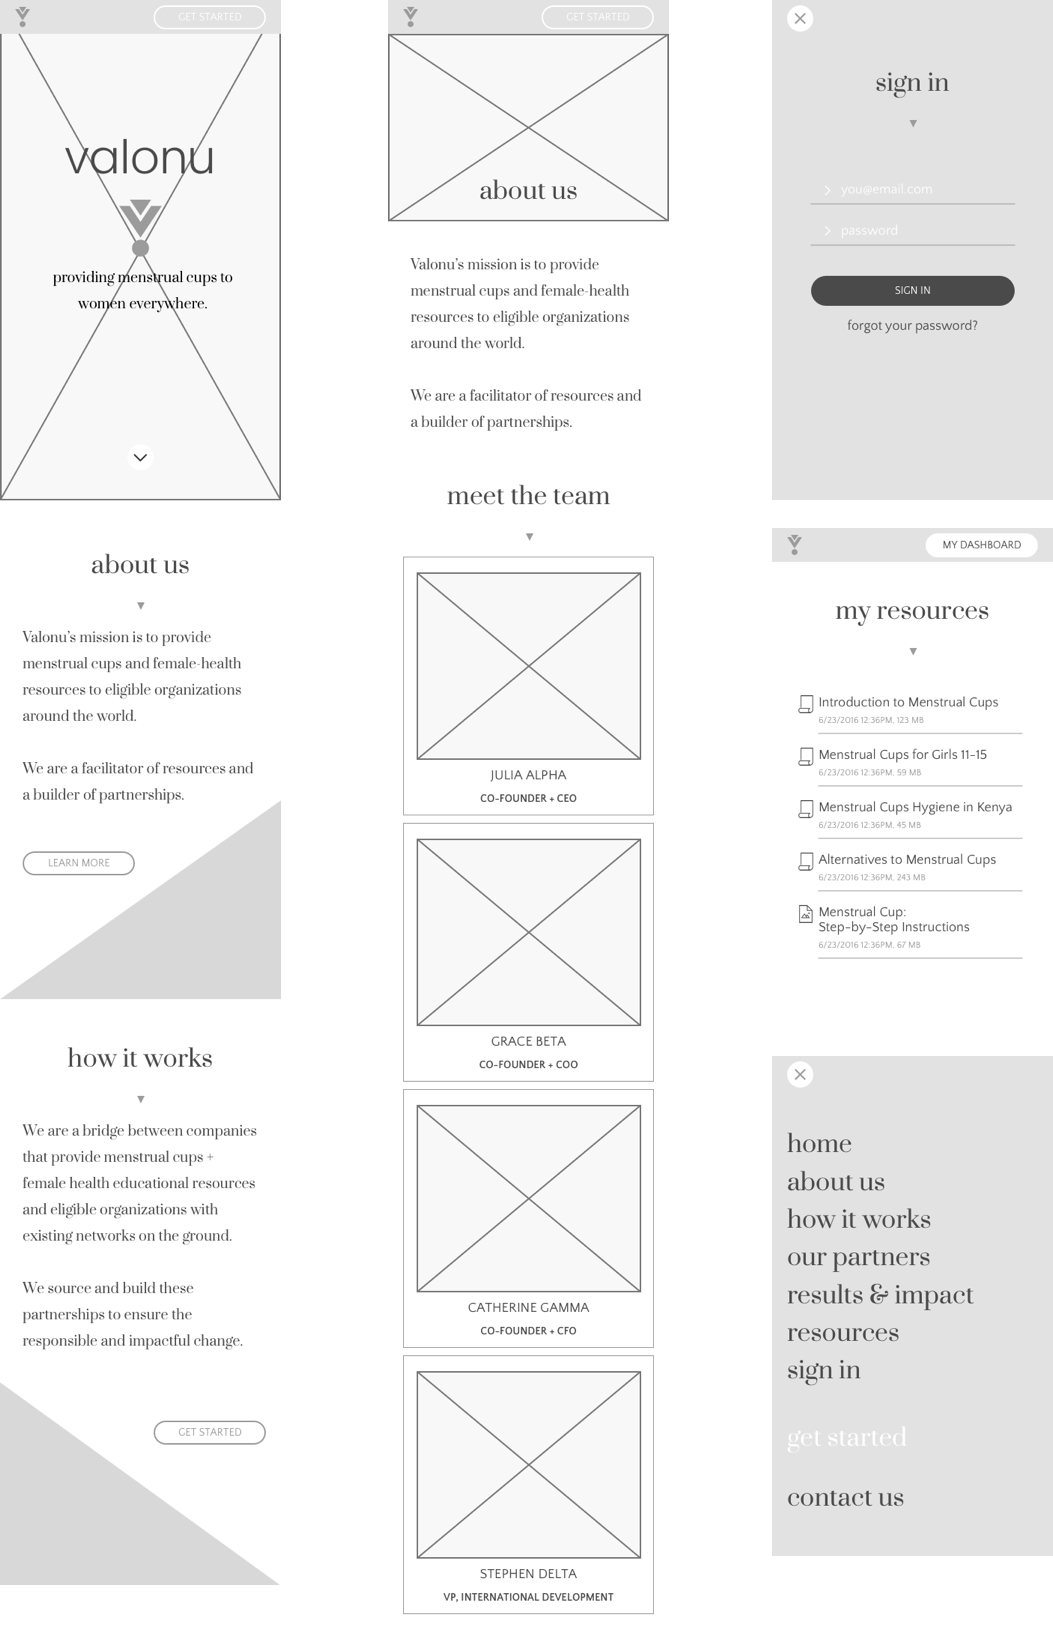 GET STARTED
valonu
providing menstrual cups to
women everywhere.
about us
Valonu's mission is to provide
menstrual cups and female-health
resources to eligible organizations
around the world.
We are a facilitator of resources and
a builder of partnerships.
LEARN MORE
how it works
We are a bridge between companies
that provide menstrual cups +
female health educational resources
and eligible organizations with
existing networks on the ground.
We source and build these
partnerships to ensure the
responsible and impactful change.
GET STARTED
GET STARTED
about us
Valonu's mission is to provide
menstrual cups and female-health
resources to eligible organizations
around the world.
We are a facilitator of resources and
a builder of partnerships.
meet the team
JULIA ALPHA
CO-FOUNDER + CEO
GRACE BETA
CO-FOUNDER + COO
CATHERINE GAMMA
CO-FOUNDER + CFO
STEPHEN DELTA
VP, INTERNATIONAL DEVELOPMENT
sign in
you@email.com
password
SIGN IN
forgot your password?
MY DASHBOARD
my resources
Introduction to Menstrual Cups
6/23/2016 12:36PM, 123 MB
Menstrual Cups for Girls 11-15
6/23/2016 12:36PM, 59 MB
Menstrual Cups Hygiene in Kenya
6/23/2016 12:36PM, 45 MB
Alternatives to Menstrual Cups
6/23/2016 12:36PM, 243 MB
Menstrual Cup:
Step-by-Step Instructions
6/23/2016 12:36PM, 67 MB
home
about us
how it works
our partners
results & impact
resources
sign in
get started
contact us